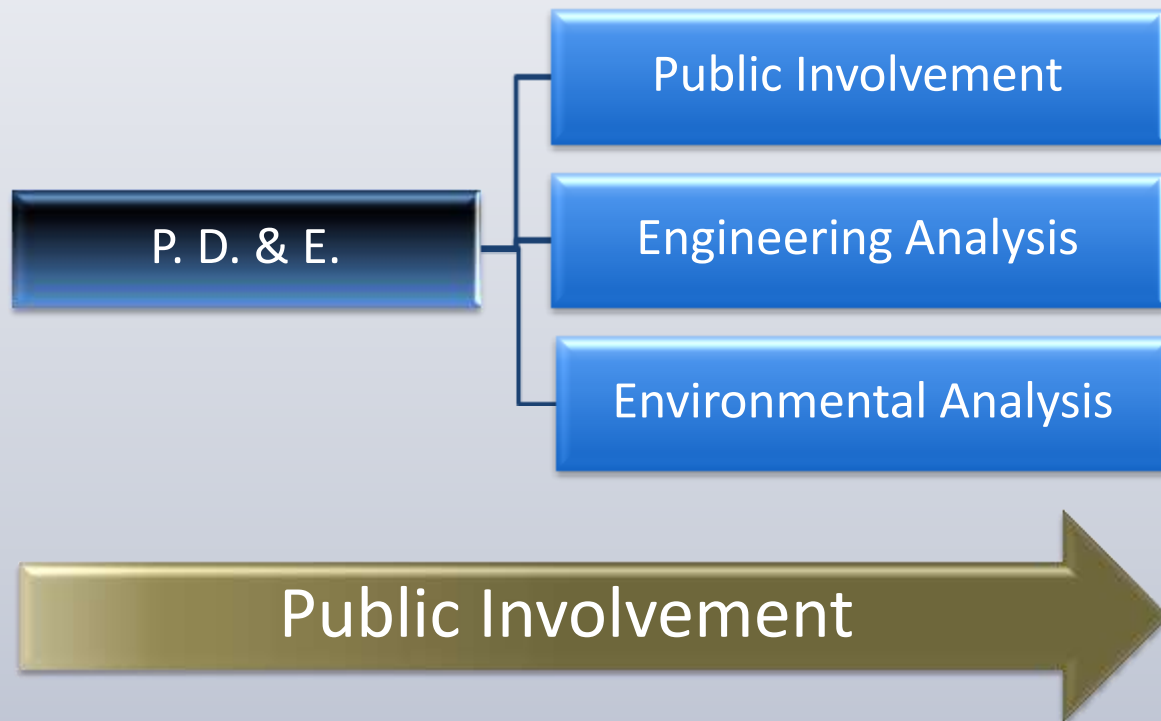 Public Involvement
P. D. & E.
Engineering Analysis
Environmental Analysis
Public Involvement